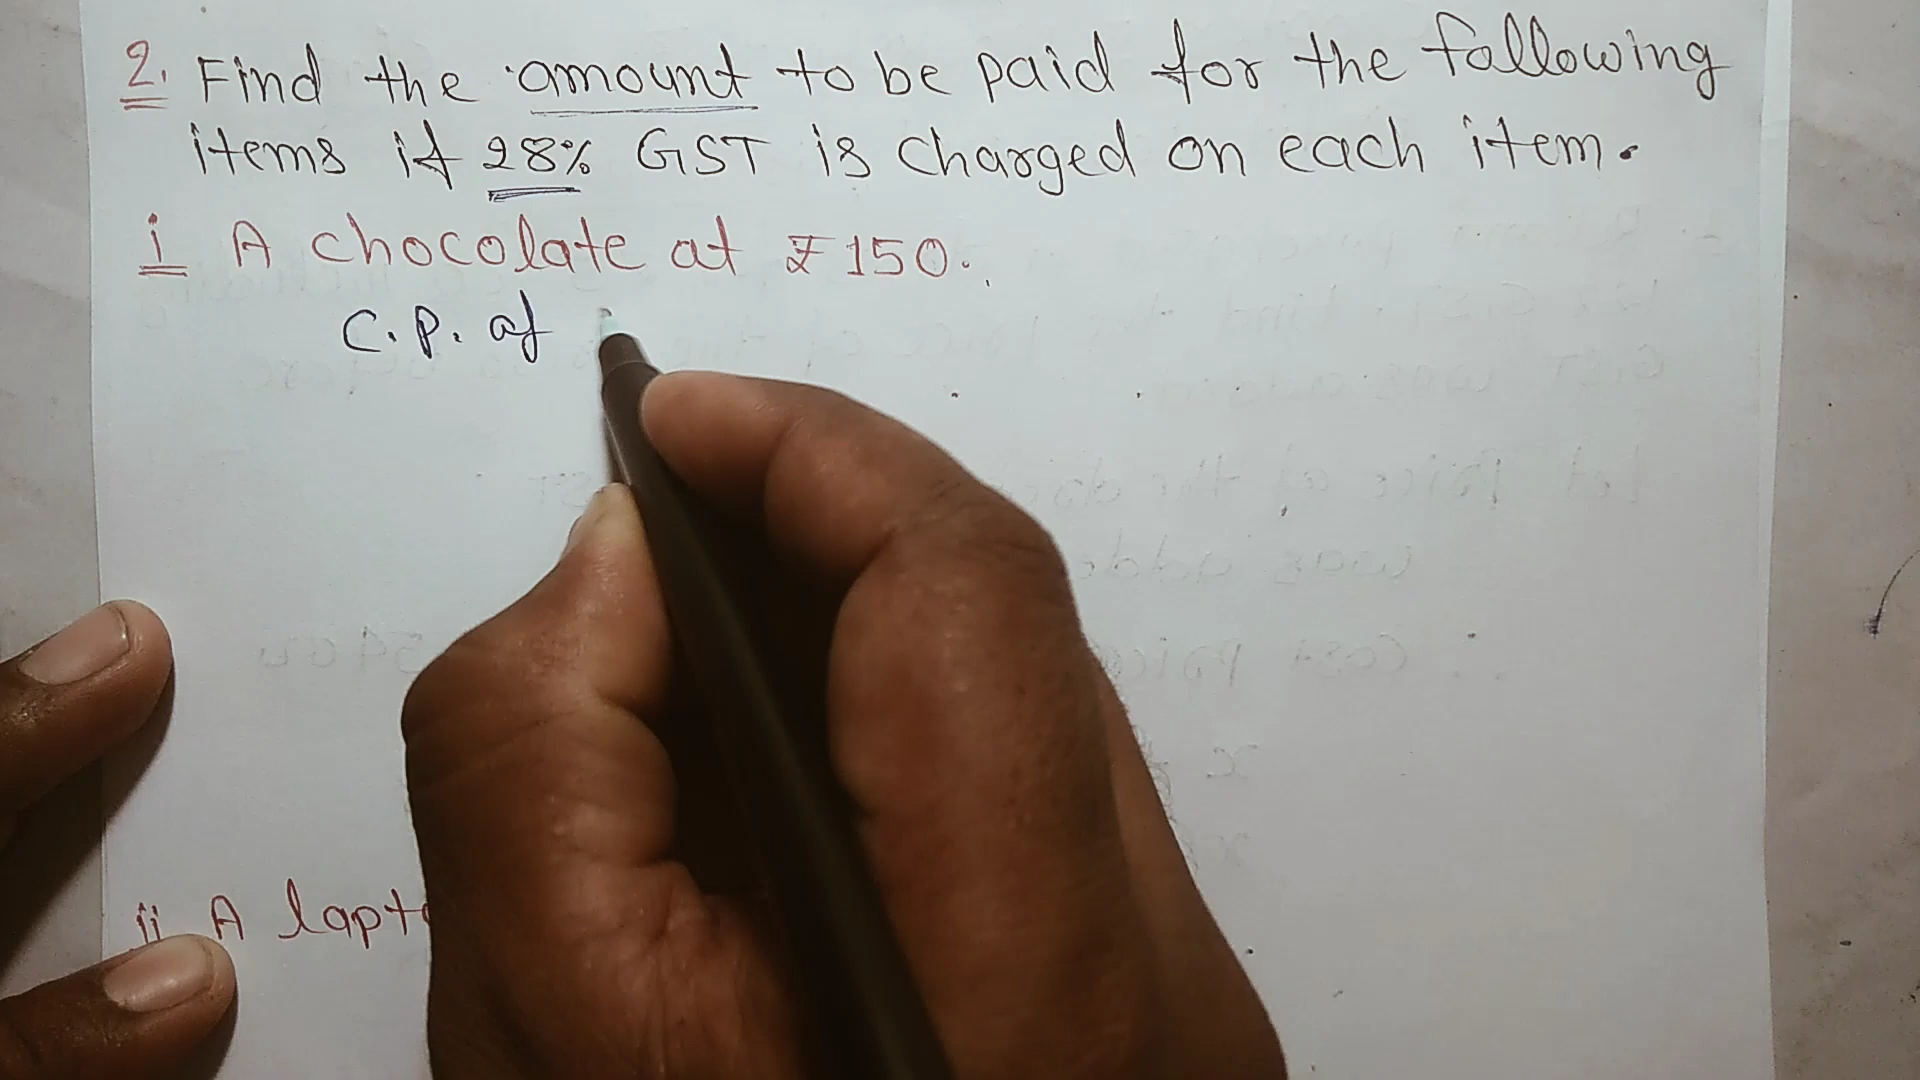 2. Find the amount to be paid for the following
items if 28% GST is charged on each item.
i A chocolate at ₹150.
C.P. of
ii A